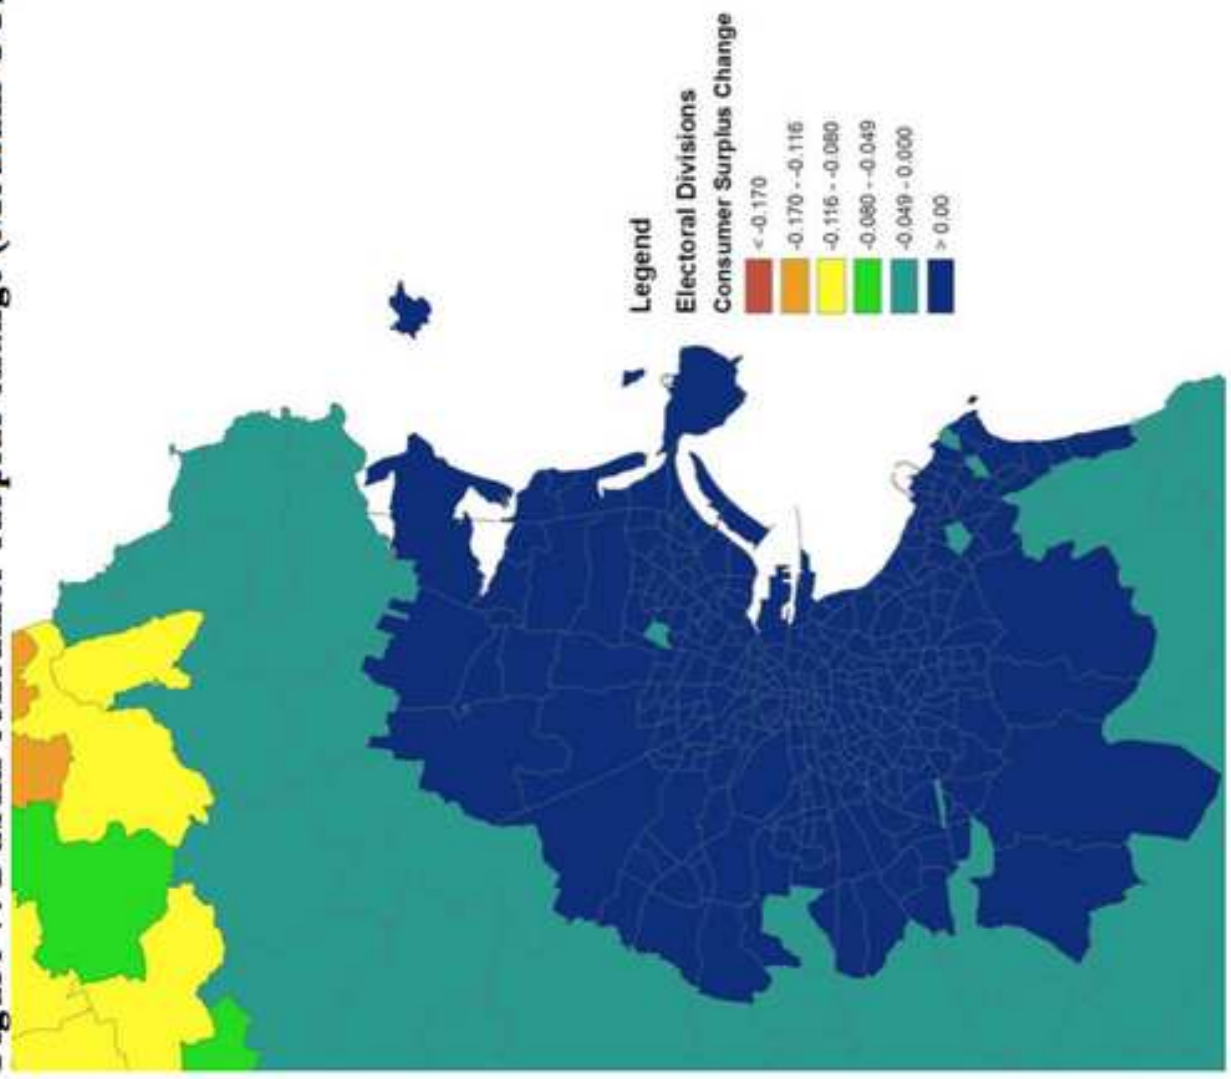 Legend
Electoral Divisions
Consumer Surplus Change
< -0.170
-0.170 - -0.116
-0.116 - -0.080
-0.080 - -0.049
-0.049 - 0.000
> 0.00